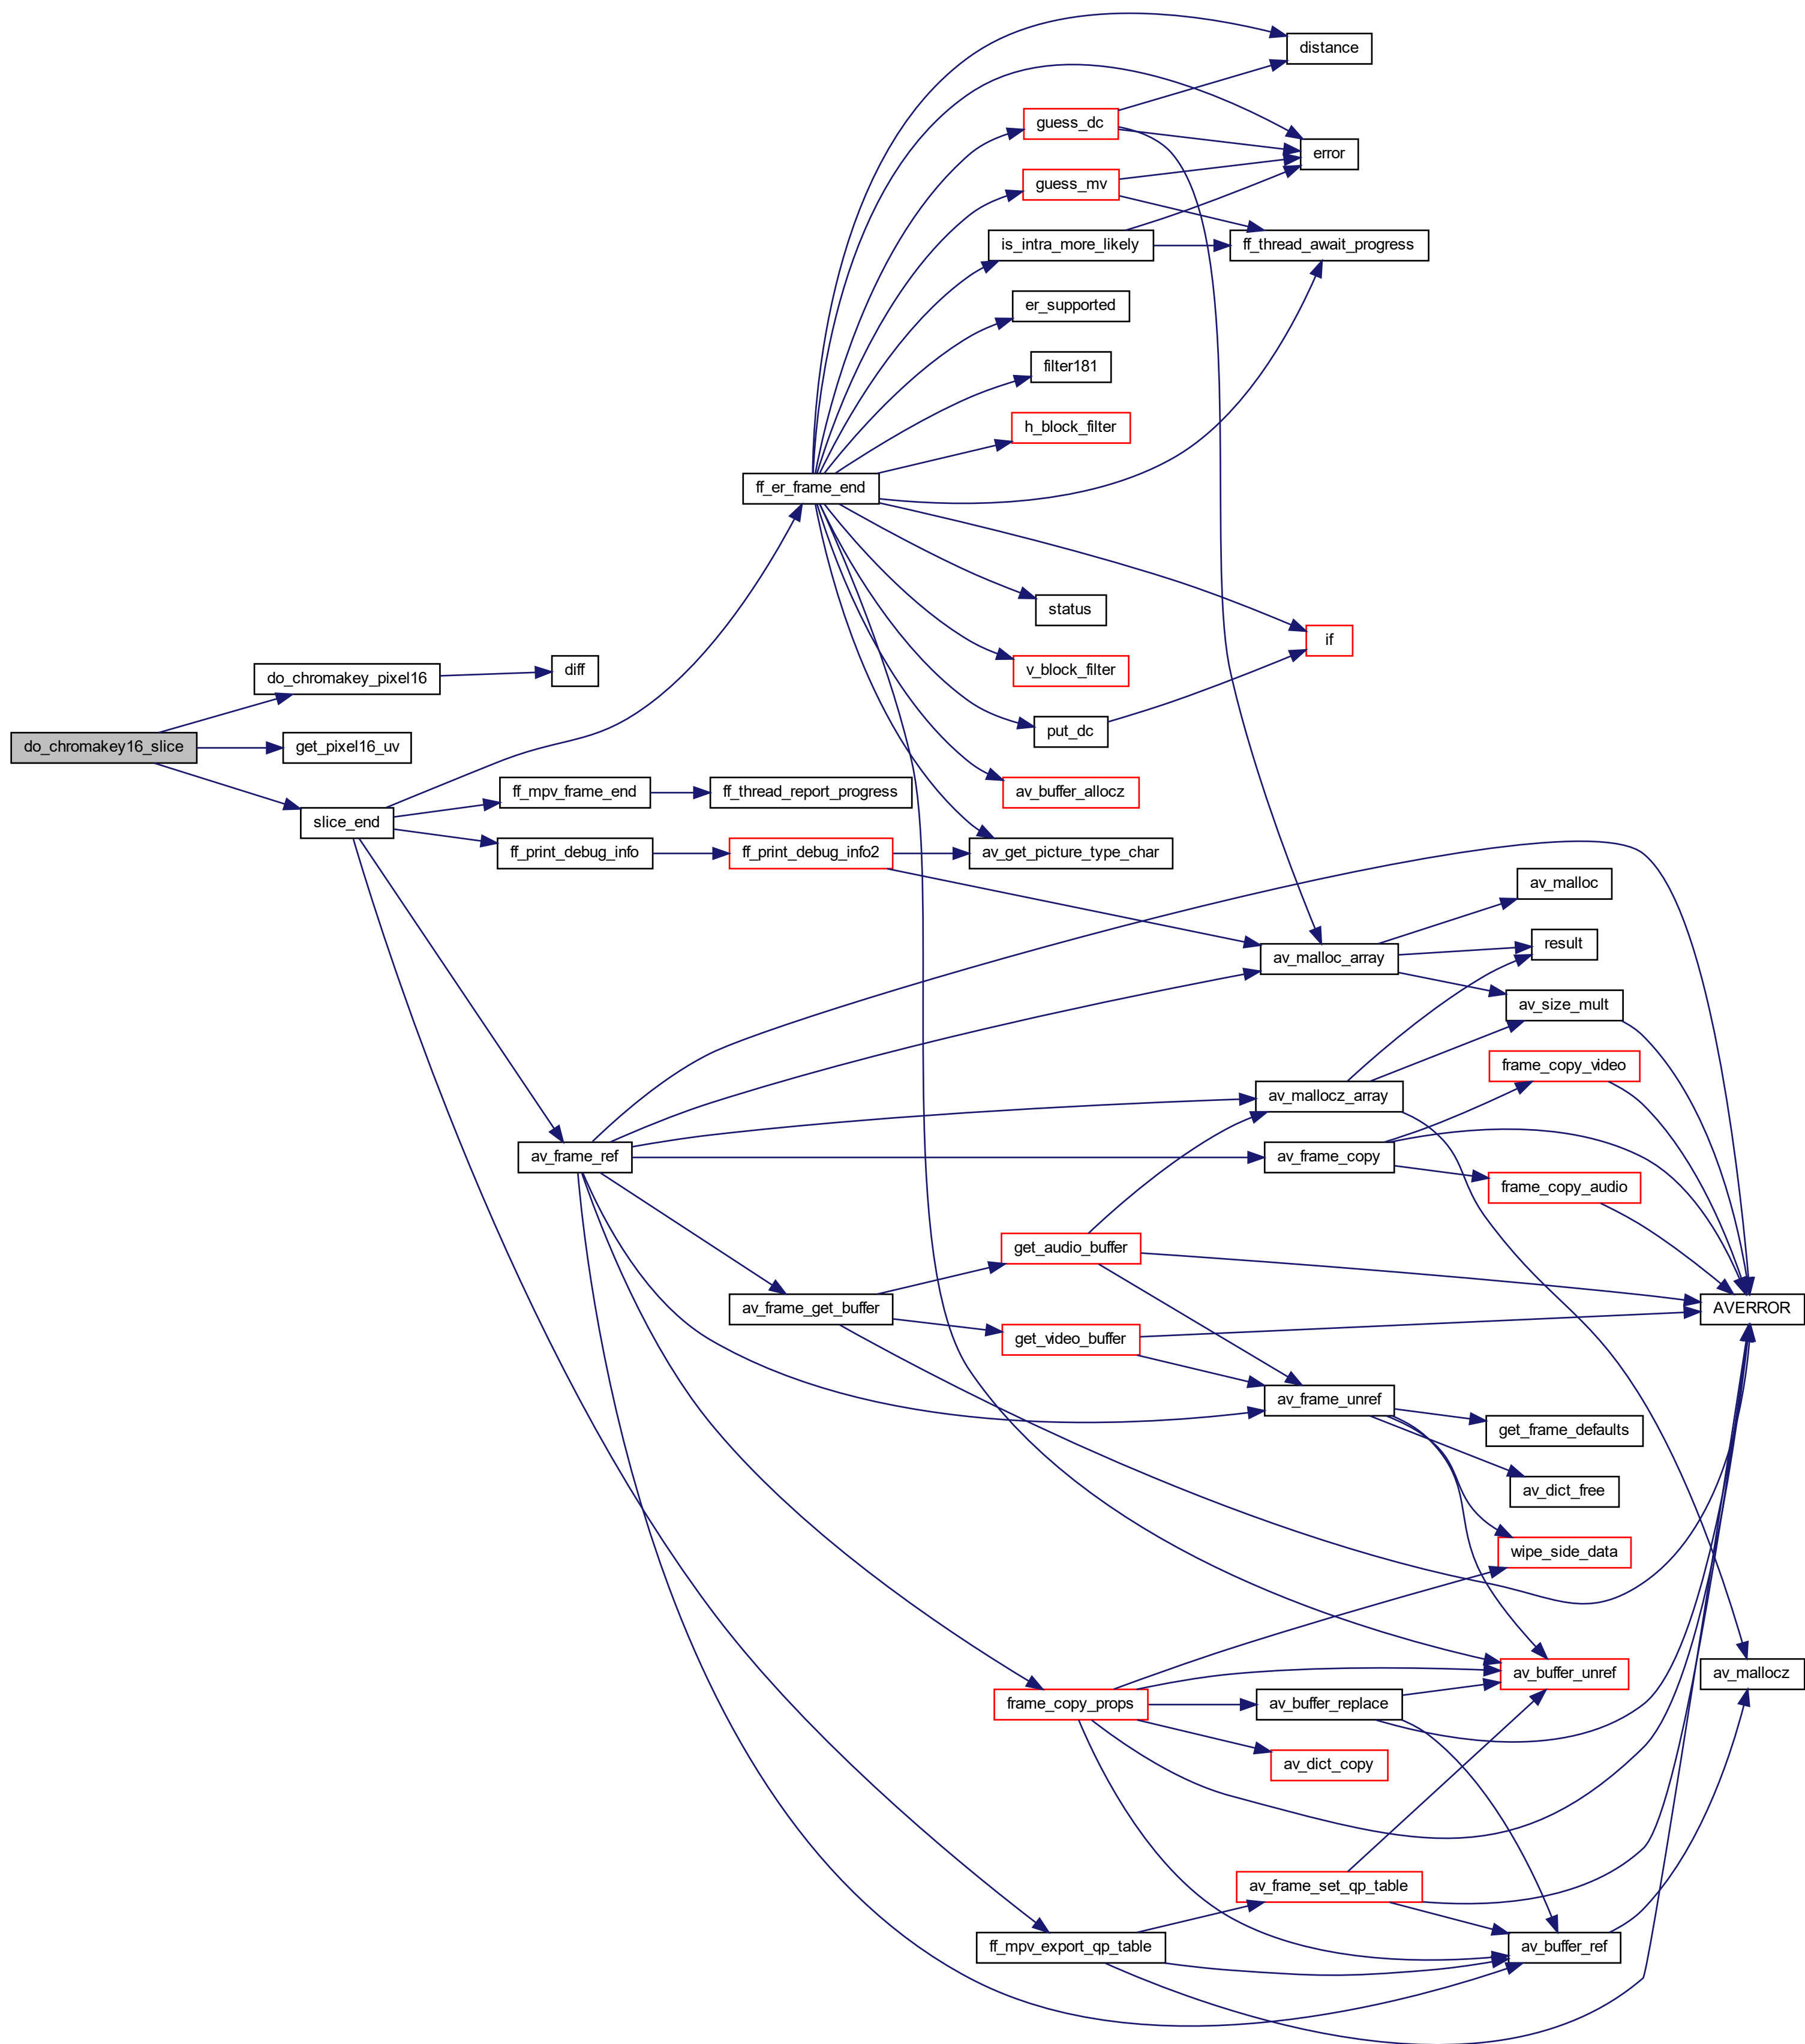 distance
guess_dc
error
guess_mv
is_intra_more_likely
ff_thread_await_progress
er_supported
filter181
h_block_filter
ff_er_frame_end
status
if
v_block_filter
do_chromakey_pixel16
diff
put_dc
do_chromakey16_slice
get_pixel16_uv
ff_mpv_frame_end
ff_thread_report_progress
av_buffer_allocz
slice_end
ff_print_debug_info
ff_print_debug_info2
av_get_picture_type_char
av_malloc
result
av_malloc_array
av_size_mult
frame_copy_video
av_mallocz_array
av_frame_ref
av_frame_copy
frame_copy_audio
get_audio_buffer
av_frame_get_buffer
AVERROR
get_video_buffer
av_frame_unref
get_frame_defaults
av_dict_free
wipe_side_data
av_buffer_unref
av_mallocz
frame_copy_props
av_buffer_replace
av_dict_copy
av_frame_set_qp_table
ff_mpv_export_qp_table
av_buffer_ref